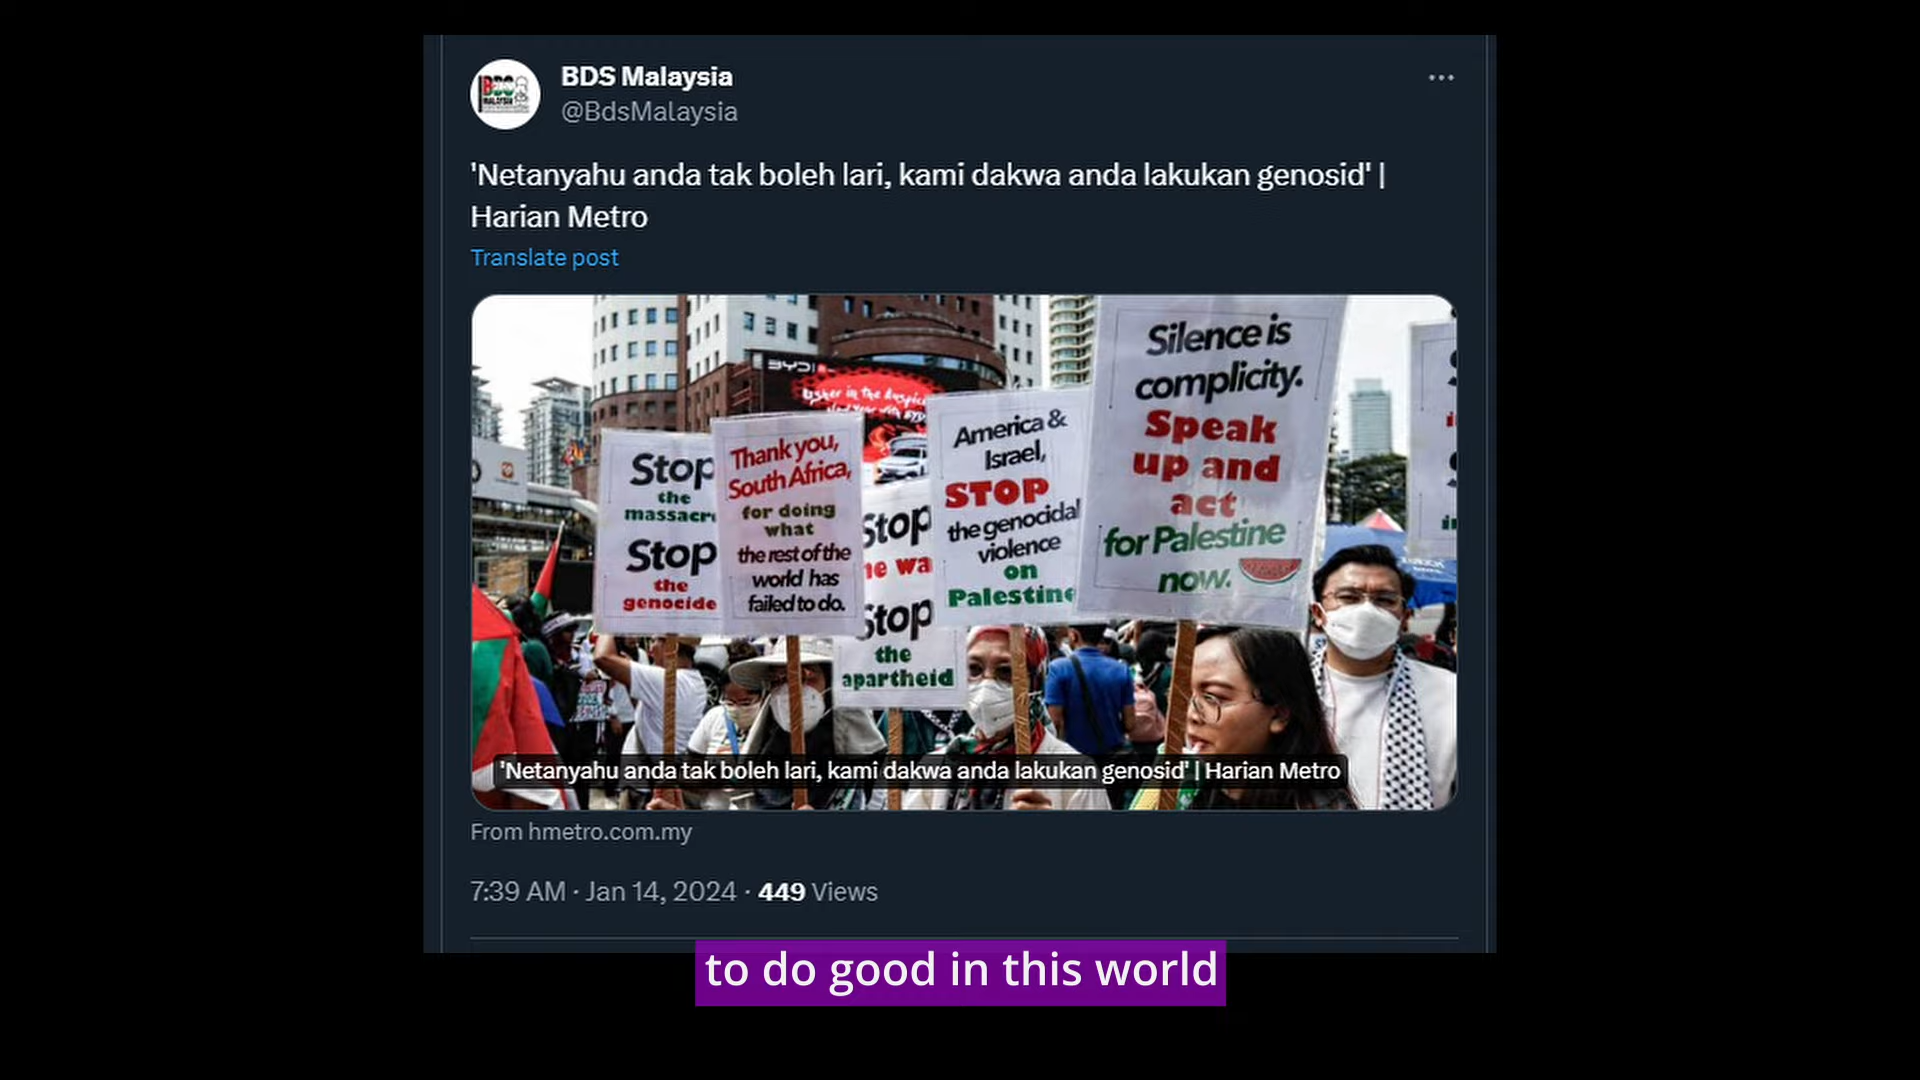 BDS Malaysia
@BdsMalaysia
'Netanyahu anda tak boleh lari, kami dakwa anda lakukan genosid' |
Harian Metro
Translate post
BYD
Stop
the
massacr
Stop
the
genocide
Thank you,
South Africa,
for doing
what
the rest of the
world has
failed to do.
Stop
he wa
Stop
the
apartheid
America &
Israel,
STOP
the genocidal
violence
on
Palestine
Silence is
complicity.
Speak
up and
act
for Palestine
now.
'Netanyahu anda tak boleh lari, kami dakwa anda lakukan genosid' | Harian Metro
From hmetro.com.my
7:39 AM · Jan 14, 2024 · 449 Views
to do good in this world